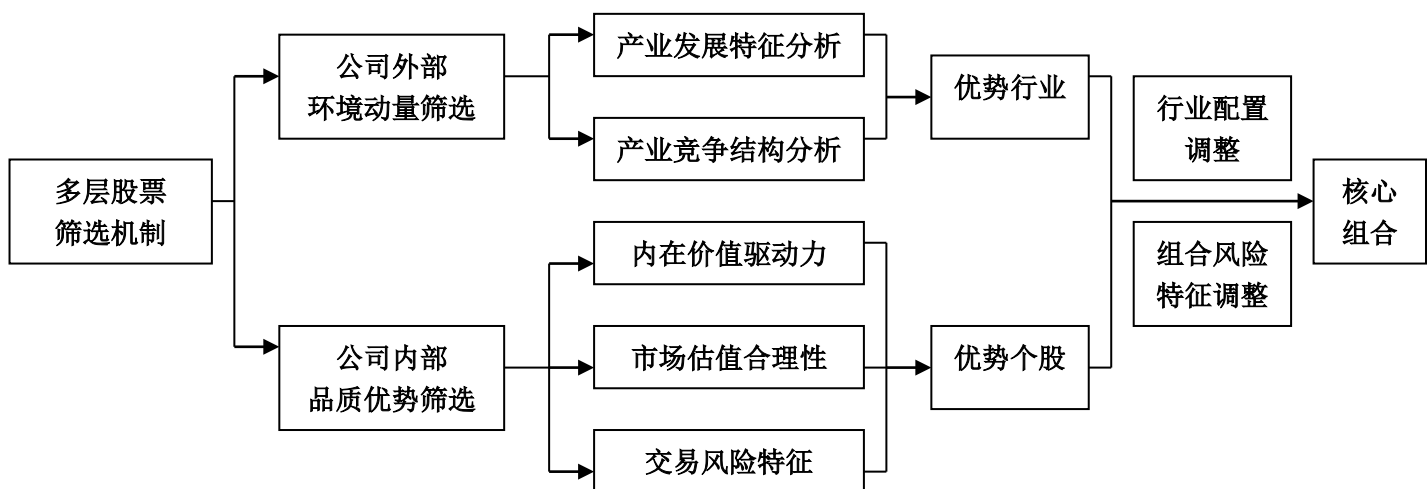 多层股票
筛选机制
公司外部
环境动量筛选
公司内部
品质优势筛选
产业发展特征分析
产业竞争结构分析
内在价值驱动力
市场估值合理性
交易风险特征
优势行业
优势个股
行业配置
调整
组合风险
特征调整
核心
组合